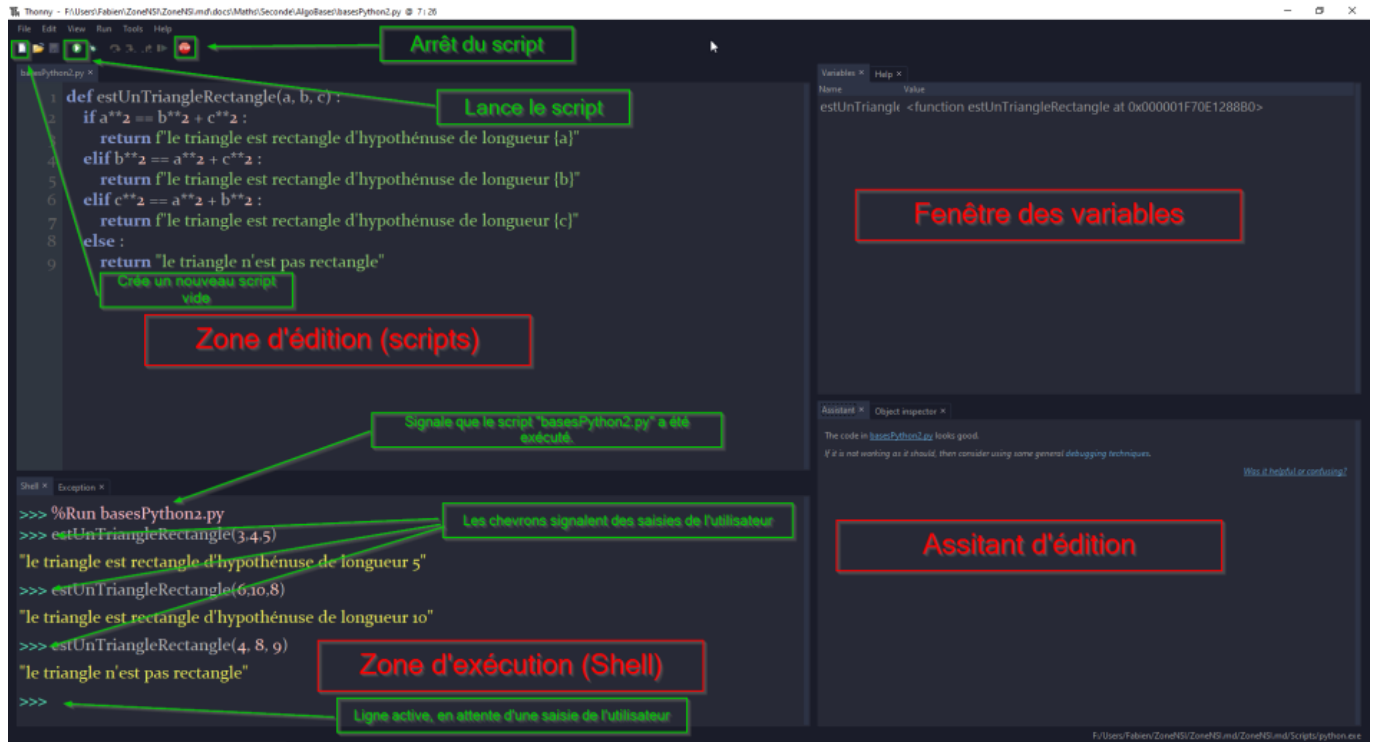 Thonny - F:\Users\Fabien\ZoneNSI\ZoneNSI.md\docs\Maths\Seconde\AlgoBases\basesPython2.py @ 7:26
File Edit View Run Tools Help
Arrêt du script
basesPython2.py ×
1 def estUnTriangleRectangle(a, b, c) :
2 if a**2 == b**2 + c**2 :
3 return f"le triangle est rectangle d'hypothénuse de longueur {a}"
4 elif b**2 == a**2 + c**2 :
5 return f"le triangle est rectangle d'hypothénuse de longueur {b}"
6 elif c**2 == a**2 + b**2 :
7 return f"le triangle est rectangle d'hypothénuse de longueur {c}"
8 else :
9 return "le triangle n'est pas rectangle"
Lance le script
Crée un nouveau script
vide
Zone d'édition (scripts)
Signale que le script "basesPython2.py" a été
exécuté.
Variables × Help ×
Name Value
estUnTriangle <function estUnTriangleRectangle at 0x000001F70E1288B0>
Fenêtre des variables
Assistant × Object inspector ×
The code in basesPython2.py looks good.
If it is not working as it should, then consider using some general debugging techniques.
Was it helpful or confusing?
Assitant d'édition
Shell × Exception ×
>>> %Run basesPython2.py
>>> estUnTriangleRectangle(3,4,5)
"le triangle est rectangle d'hypothénuse de longueur 5"
>>> estUnTriangleRectangle(6,10,8)
"le triangle est rectangle d'hypothénuse de longueur 10"
>>> estUnTriangleRectangle(4, 8, 9)
"le triangle n'est pas rectangle"
>>>
Les chevrons signalent des saisies de l'utilisateur
Zone d'exécution (Shell)
Ligne active, en attente d'une saisie de l'utilisateur
F:/Users/Fabien/ZoneNSI/ZoneNSI.md/ZoneNSI.md/Scripts/python.exe